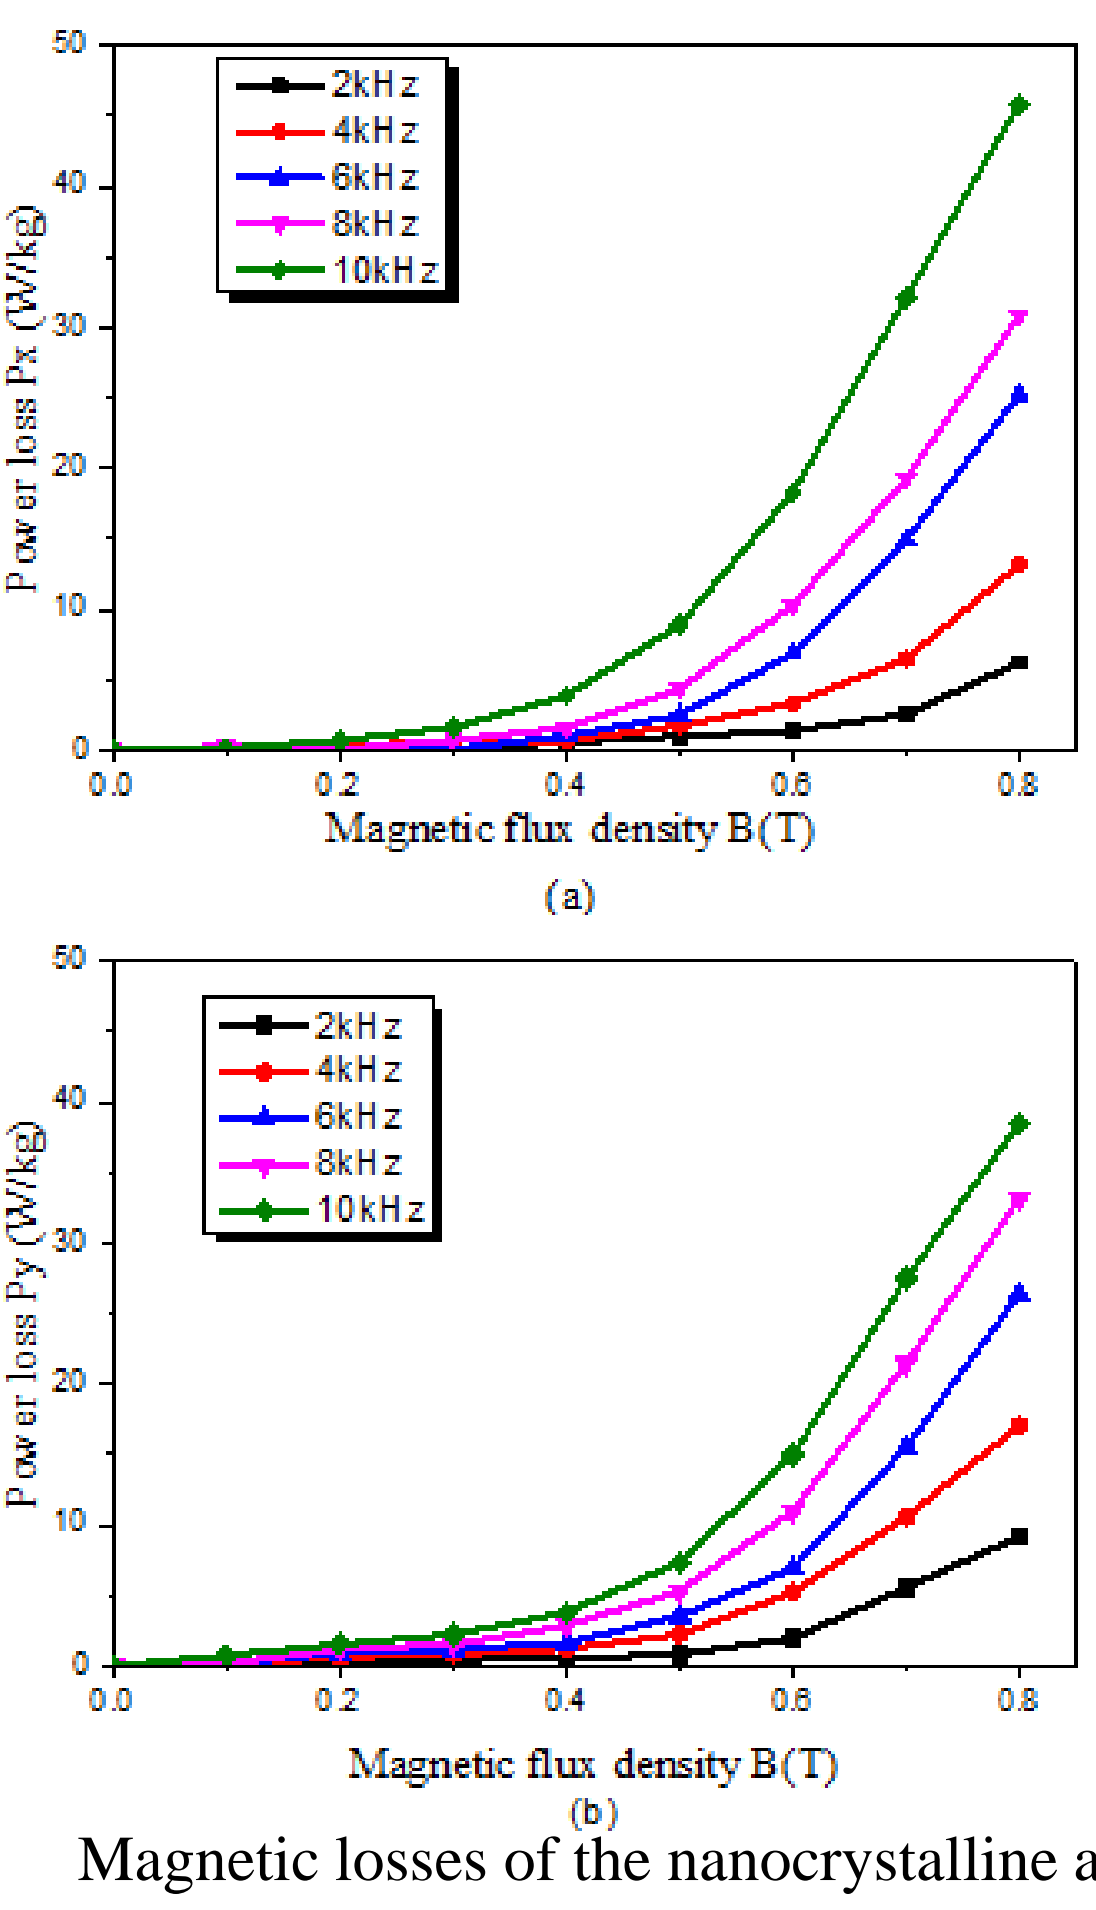 50
40
30
20
10
0
Power loss Px (W/kg)
2kHz
4kHz
6kHz
8kHz
10kHz
0.0 0.2 0.4 0.6 0.8
Magnetic flux density B(T)
(a)
50
40
30
20
10
0
Power loss Py (W/kg)
2kHz
4kHz
6kHz
8kHz
10kHz
0.0 0.2 0.4 0.6 0.8
Magnetic flux density B(T)
(b)
Magnetic losses of the nanocrystalline a